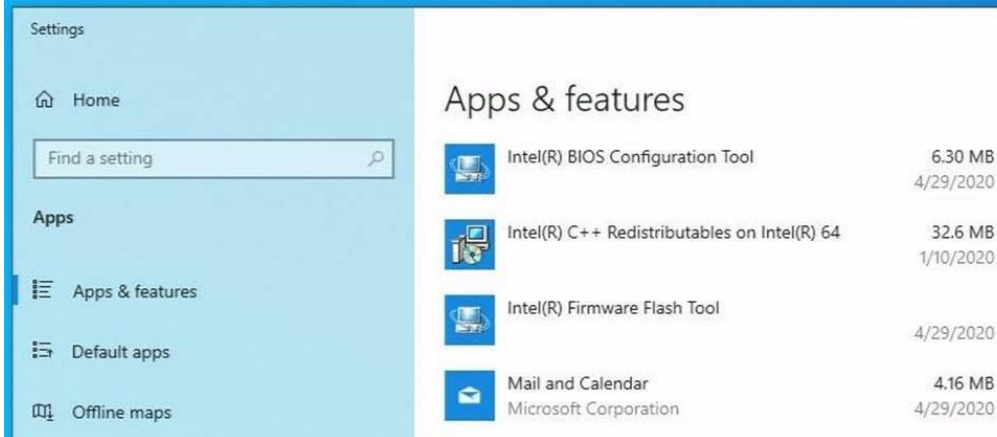 Settings
Home
Find a setting
Apps
Apps & features
Default apps
Offline maps
Apps & features
Intel(R) BIOS Configuration Tool 6.30 MB
4/29/2020
Intel(R) C++ Redistributables on Intel(R) 64 32.6 MB
1/10/2020
Intel(R) Firmware Flash Tool
4/29/2020
Mail and Calendar 4.16 MB
Microsoft Corporation 4/29/2020